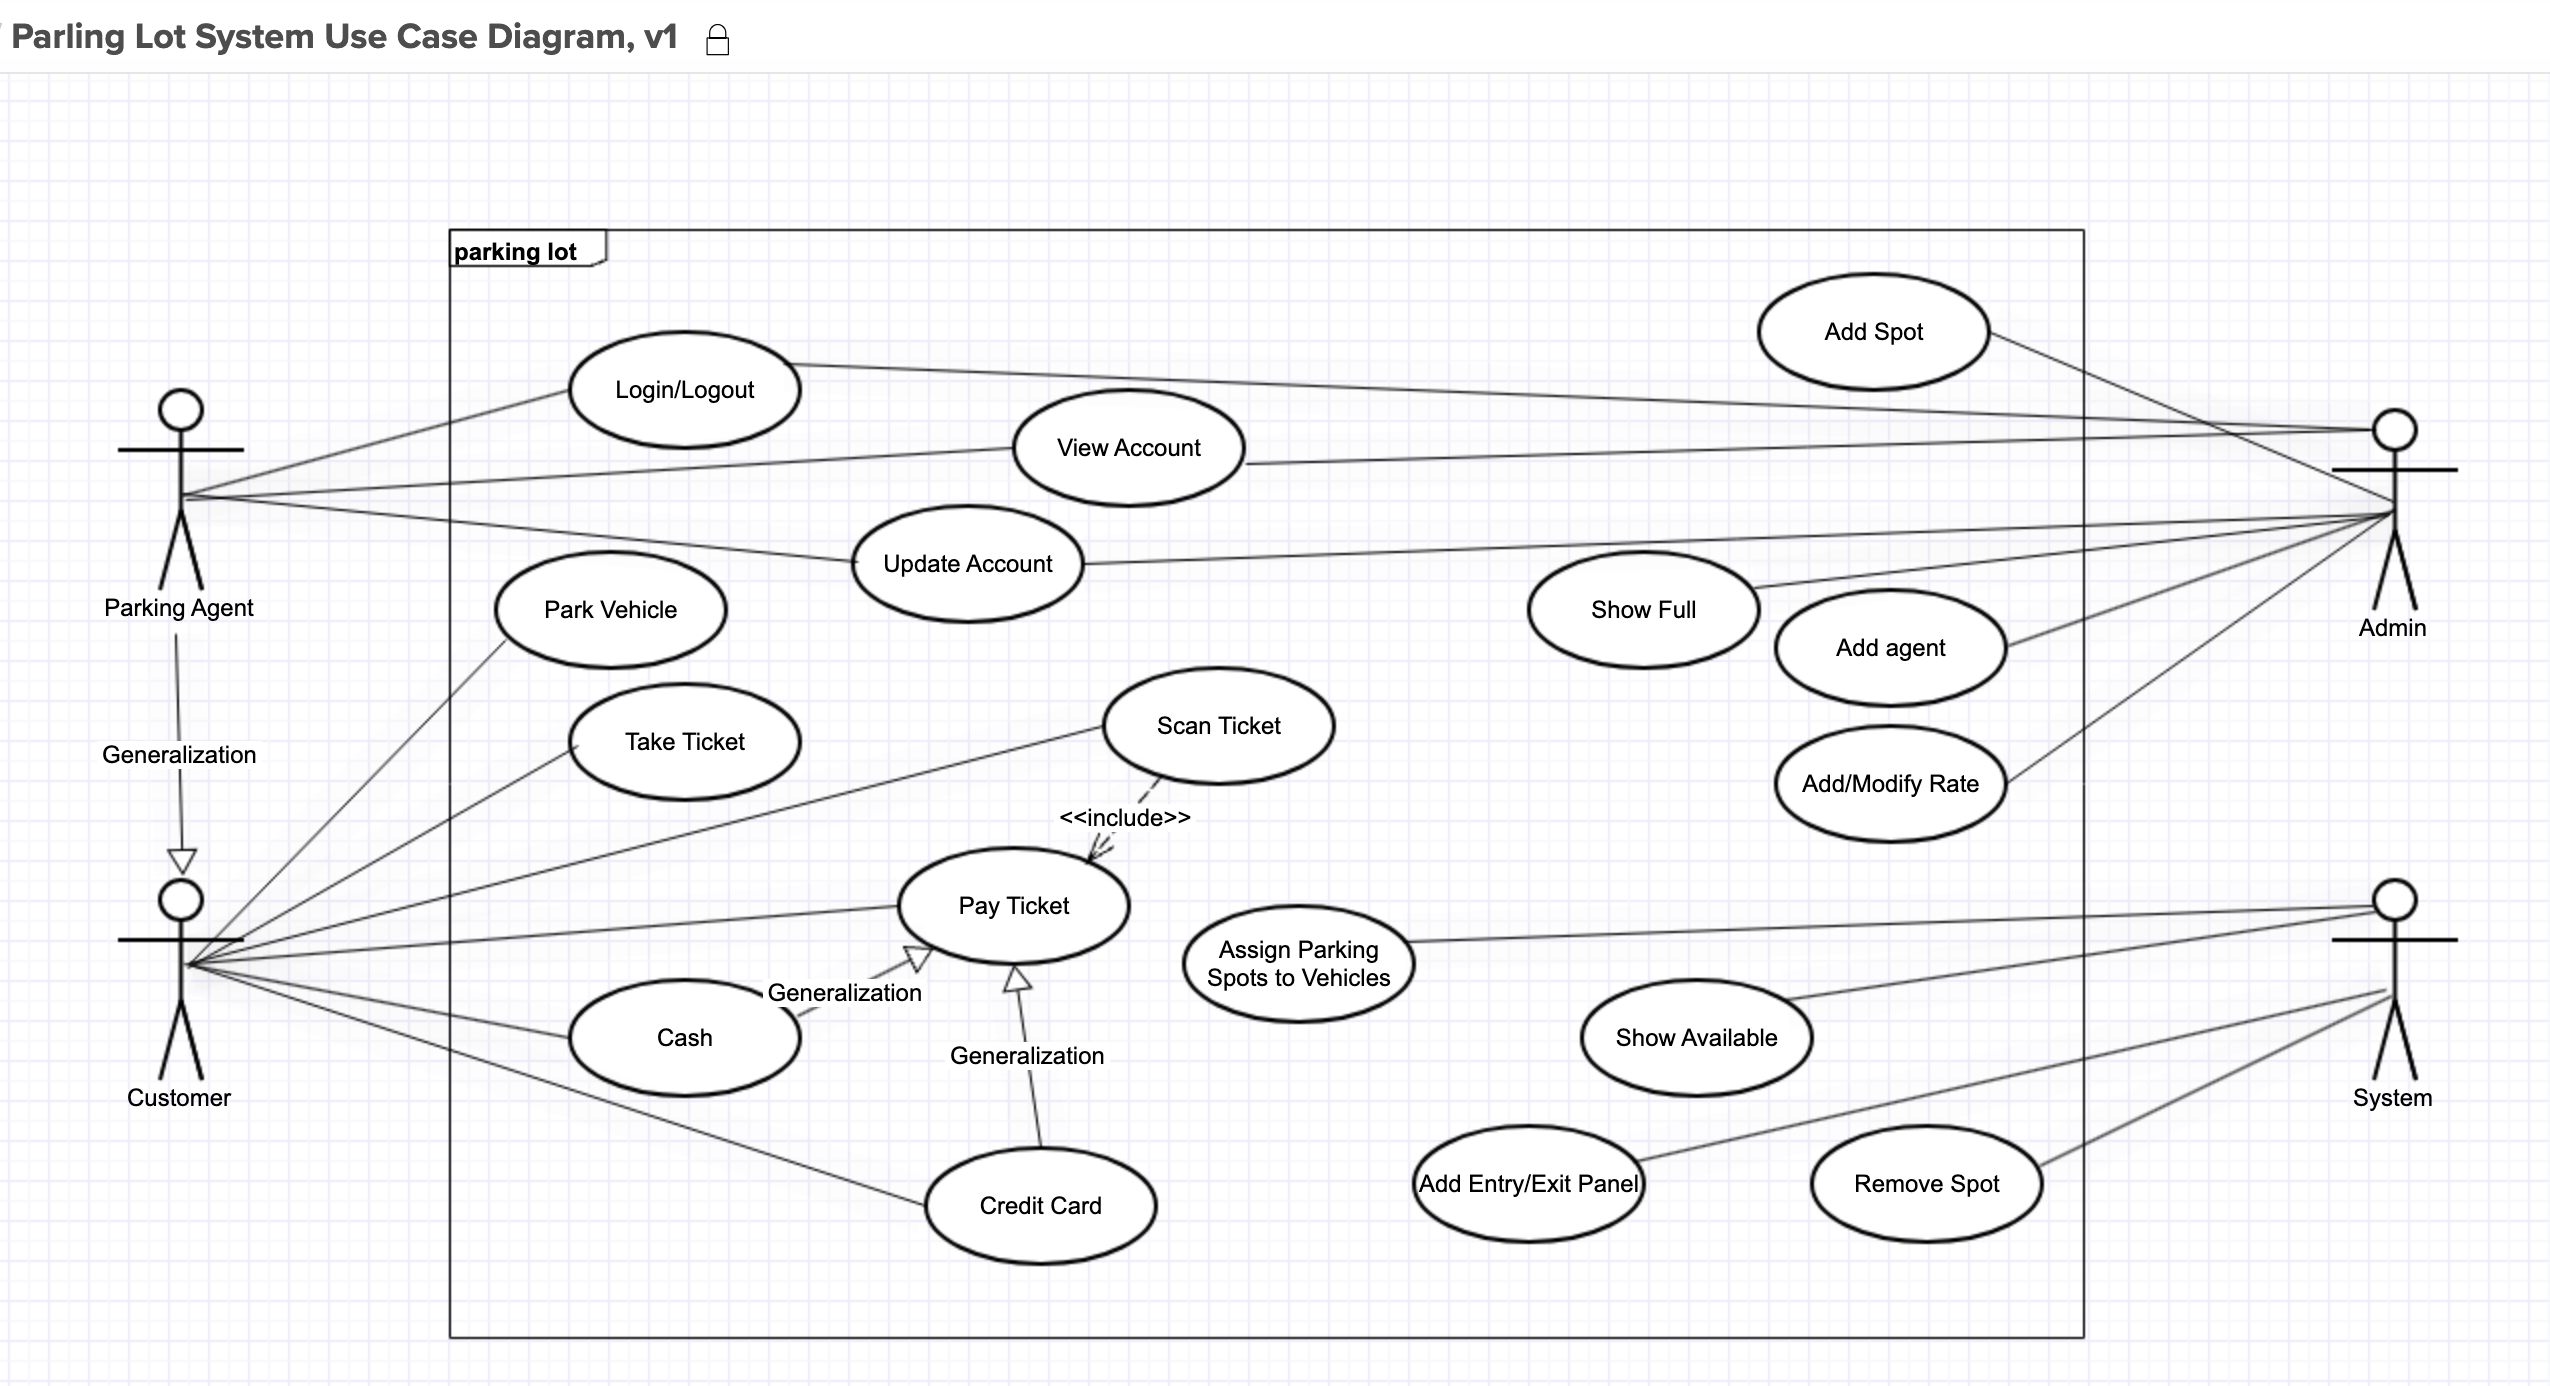 Parling Lot System Use Case Diagram, v1
parking lot
Add Spot
Login/Logout
View Account
Update Account
Parking Agent
Park Vehicle
Show Full
Admin
Add agent
Take Ticket
Scan Ticket
Generalization
Add/Modify Rate
<<include>>
Pay Ticket
Assign Parking
Spots to Vehicles
Generalization
Cash
Show Available
Generalization
Customer
System
Add Entry/Exit Panel
Remove Spot
Credit Card